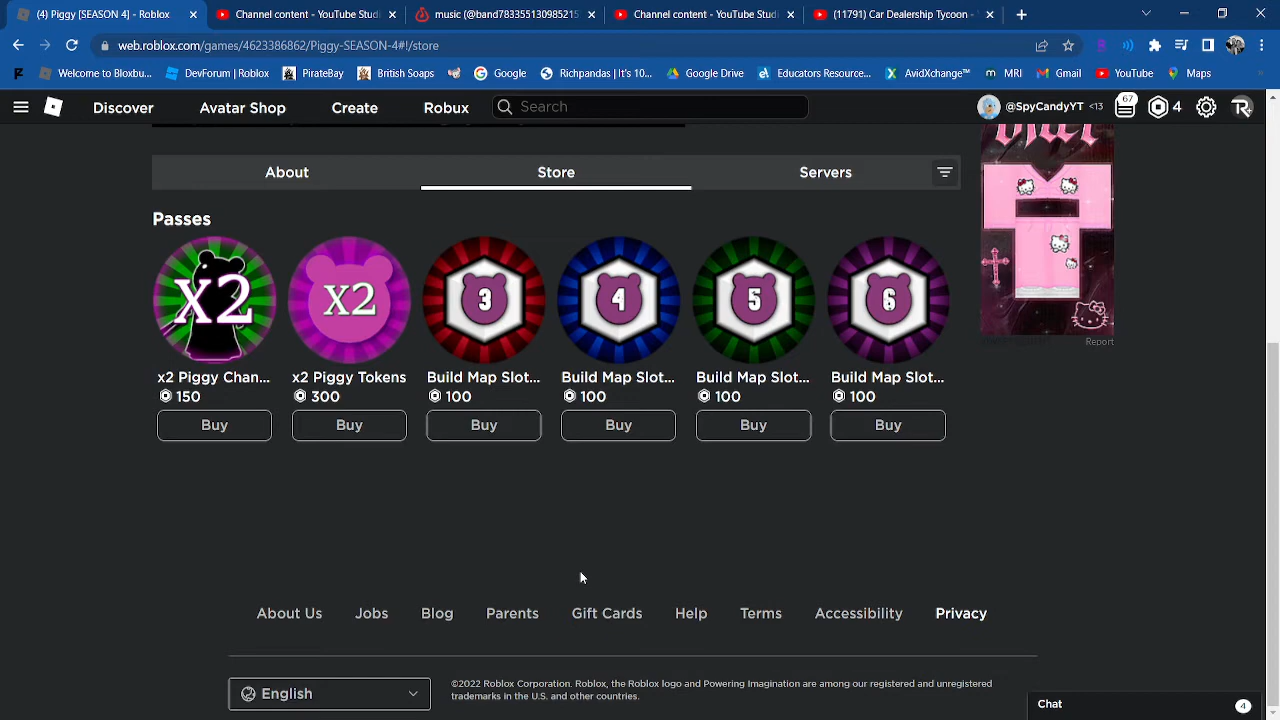 (4) Piggy [SEASON 4] - Roblox
Channel content - YouTube Studi
music (@band783355130985215
Channel content - YouTube Studi
(11791) Car Dealership Tycoon -
web.roblox.com/games/4623386862/Piggy-SEASON-4#!/store
Welcome to Bloxbu...
DevForum | Roblox
PirateBay
British Soaps
Google
Richpandas | It's 10...
Google Drive
Educators Resource...
AvidXchange™
MRI
Gmail
YouTube
Maps
Discover
Avatar Shop
Create
Robux
Search
@SpyCandyYT <13
67
4
About
Store
Servers
Passes
X2
X2
3
4
5
6
x2 Piggy Chan...
x2 Piggy Tokens
Build Map Slot...
Build Map Slot...
Build Map Slot...
Build Map Slot...
150
300
100
100
100
100
Buy
Buy
Buy
Buy
Buy
Buy
Report
About Us
Jobs
Blog
Parents
Gift Cards
Help
Terms
Accessibility
Privacy
English
©2022 Roblox Corporation. Roblox, the Roblox logo and Powering Imagination are among our registered and unregistered
trademarks in the U.S. and other countries.
Chat
4